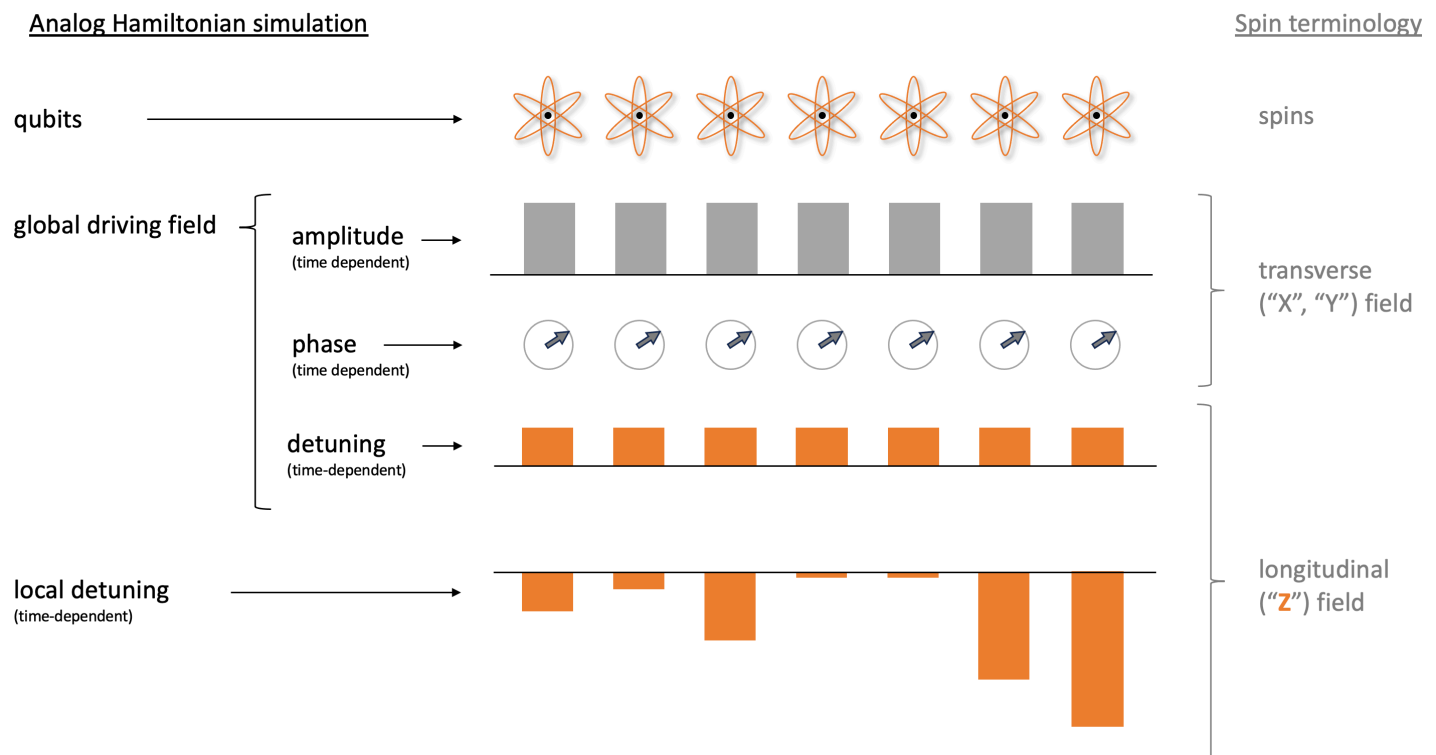 Analog Hamiltonian simulation
Spin terminology
qubits
spins
global driving field
amplitude
(time dependent)
transverse
(“X”, “Y”) field
phase
(time dependent)
detuning
(time-dependent)
local detuning
(time-dependent)
longitudinal
(“Z”) field